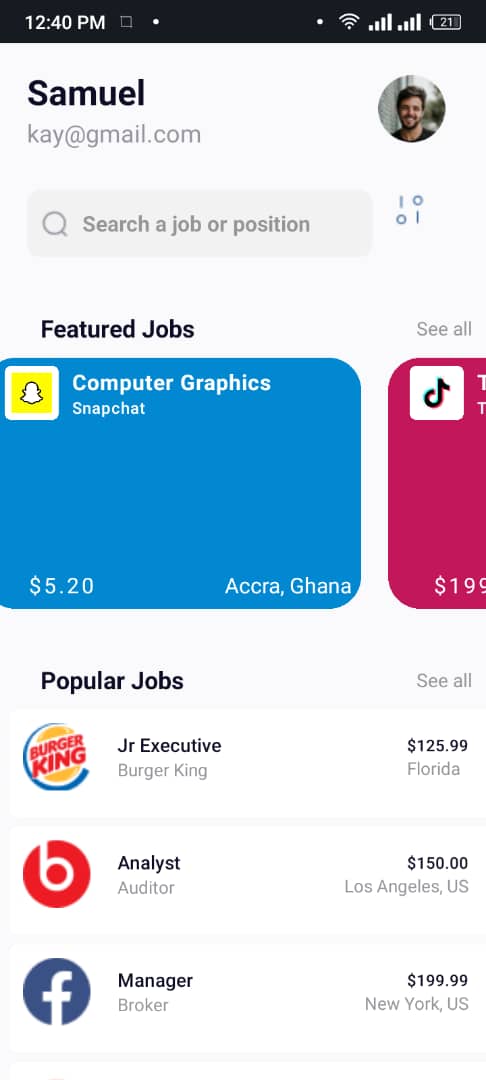 12:40 PM
21
Samuel
kay@gmail.com
Search a job or position
Featured Jobs
See all
Computer Graphics
Snapchat
$5.20
Accra, Ghana
T
T
$199
Popular Jobs
See all
BURGER
KING
Jr Executive
$125.99
Burger King
Florida
b
Analyst
$150.00
Auditor
Los Angeles, US
f
Manager
$199.99
Broker
New York, US